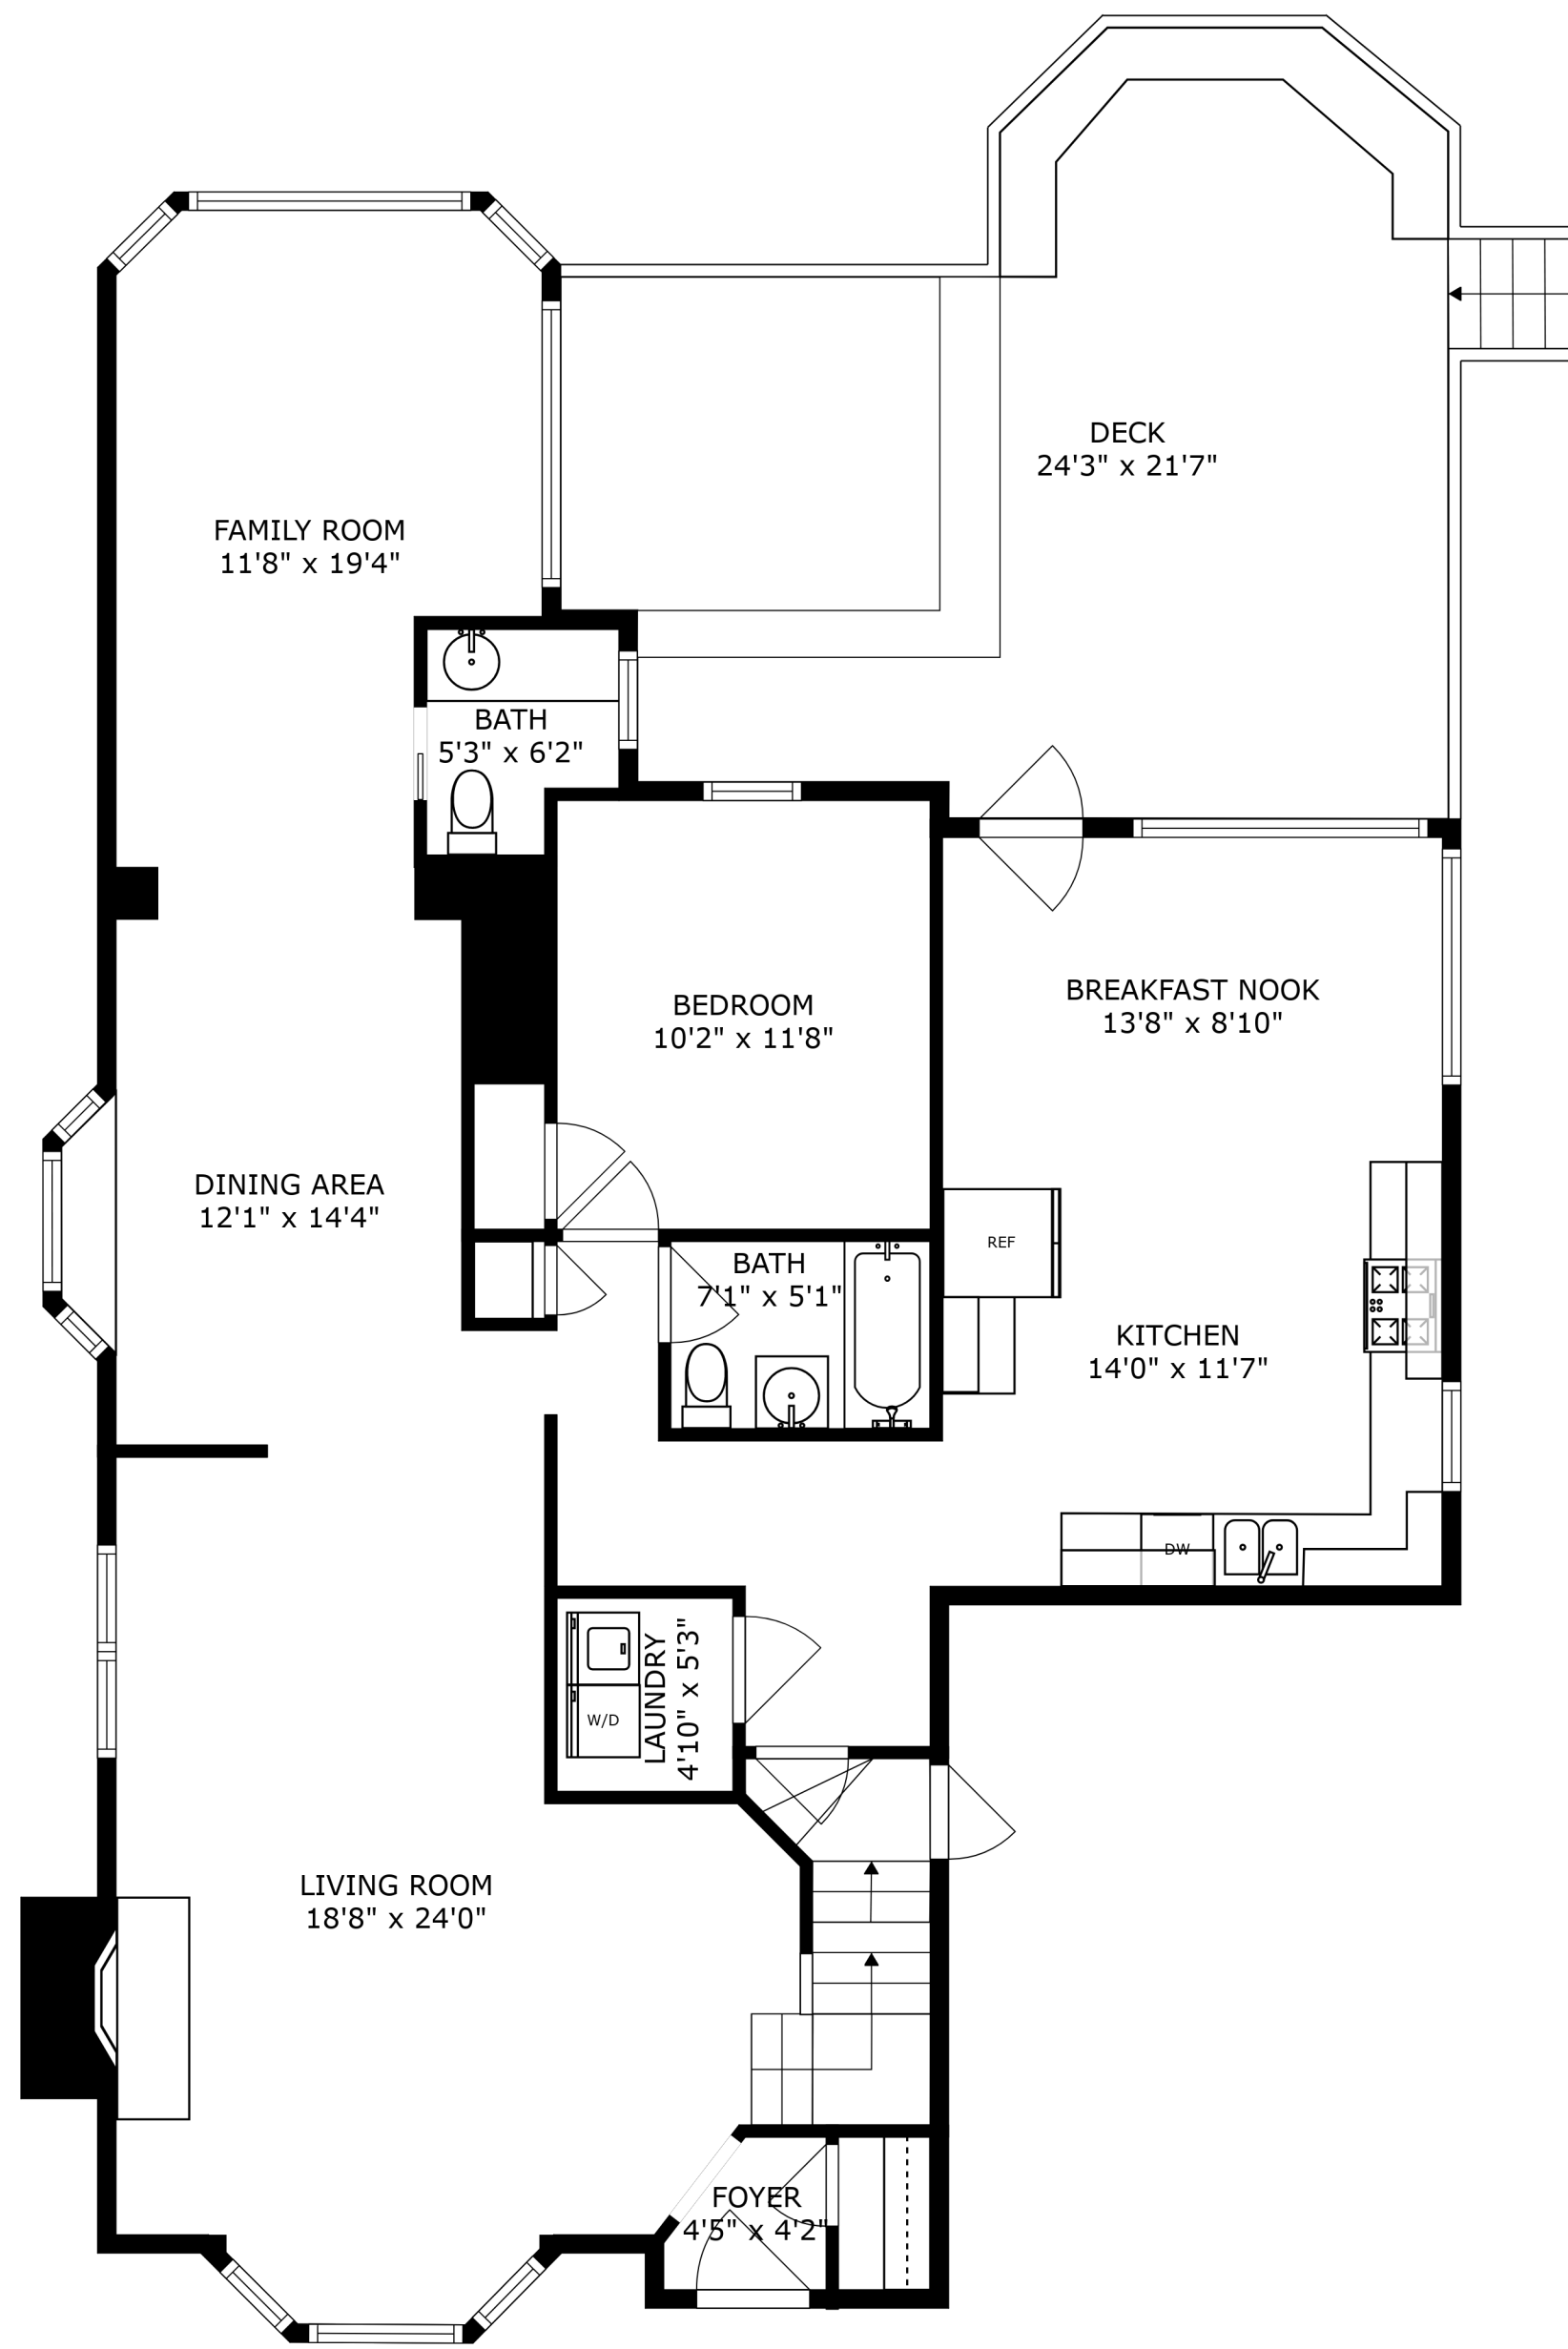 DECK
24'3" x 21'7"
FAMILY ROOM
11'8" x 19'4"
BATH
5'3" x 6'2"
BREAKFAST NOOK
13'8" x 8'10"
BEDROOM
10'2" x 11'8"
DINING AREA
12'1" x 14'4"
REF
BATH
7'1" x 5'1"
KITCHEN
14'0" x 11'7"
DW
LAUNDRY
4'10" x 5'3"
W/D
LIVING ROOM
18'8" x 24'0"
FOYER
4'5" x 4'2"